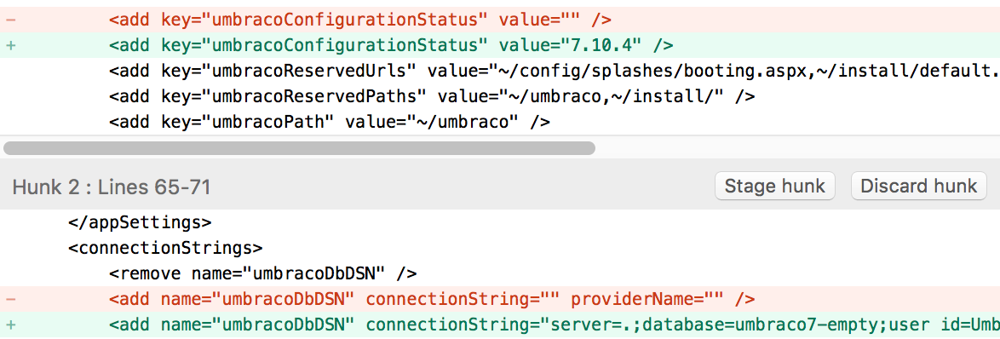 - <add key="umbracoConfigurationStatus" value="" />
+ <add key="umbracoConfigurationStatus" value="7.10.4" />
<add key="umbracoReservedUrls" value="~/config/splashes/booting.aspx,~/install/default.
<add key="umbracoReservedPaths" value="~/umbraco,~/install/" />
<add key="umbracoPath" value="~/umbraco" />
Hunk 2 : Lines 65-71 Stage hunk Discard hunk
</appSettings>
<connectionStrings>
<remove name="umbracoDbDSN" />
- <add name="umbracoDbDSN" connectionString="" providerName="" />
+ <add name="umbracoDbDSN" connectionString="server=.;database=umbraco7-empty;user id=Umb